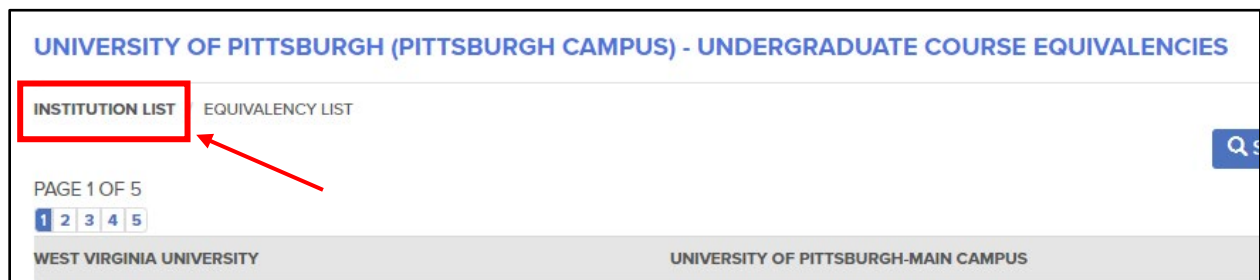 UNIVERSITY OF PITTSBURGH (PITTSBURGH CAMPUS) - UNDERGRADUATE COURSE EQUIVALENCIES
INSTITUTION LIST EQUIVALENCY LIST
PAGE 1 OF 5
1 2 3 4 5
WEST VIRGINIA UNIVERSITY UNIVERSITY OF PITTSBURGH-MAIN CAMPUS